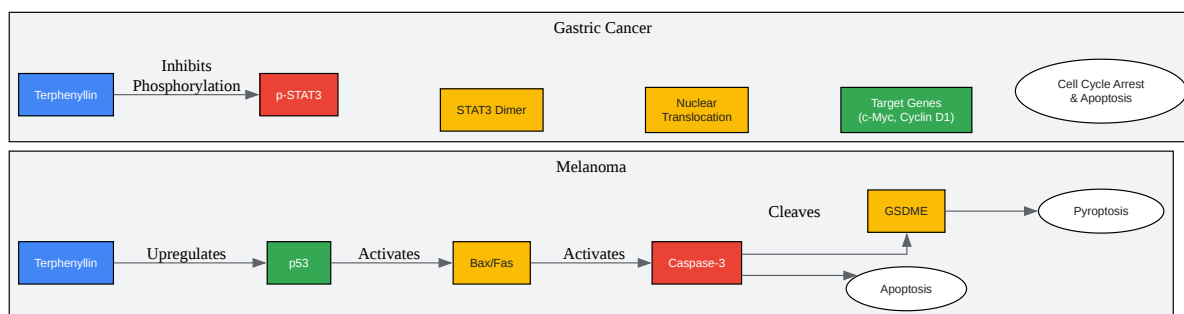 Gastric Cancer
Inhibits
Phosphorylation
Terphenyllin
p-STAT3
STAT3 Dimer
Nuclear
Translocation
Target Genes
(c-Myc, Cyclin D1)
Cell Cycle Arrest
& Apoptosis
Melanoma
Terphenyllin
Upregulates
p53
Activates
Bax/Fas
Activates
Caspase-3
Cleaves
GSDME
Pyroptosis
Apoptosis